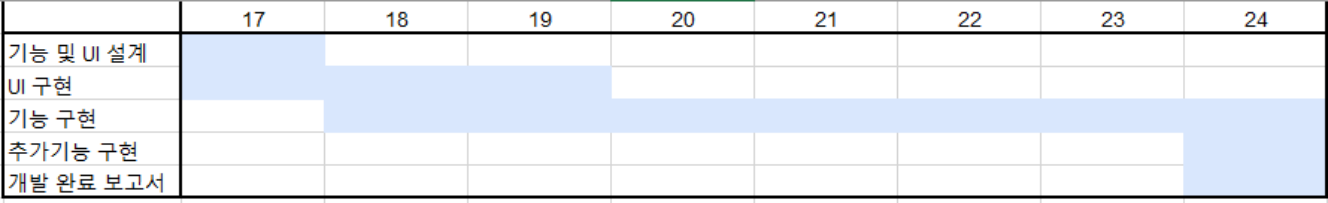 17 18 19 20 21 22 23 24
기능 및 UI 설계
UI 구현
기능 구현
추가기능 구현
개발 완료 보고서